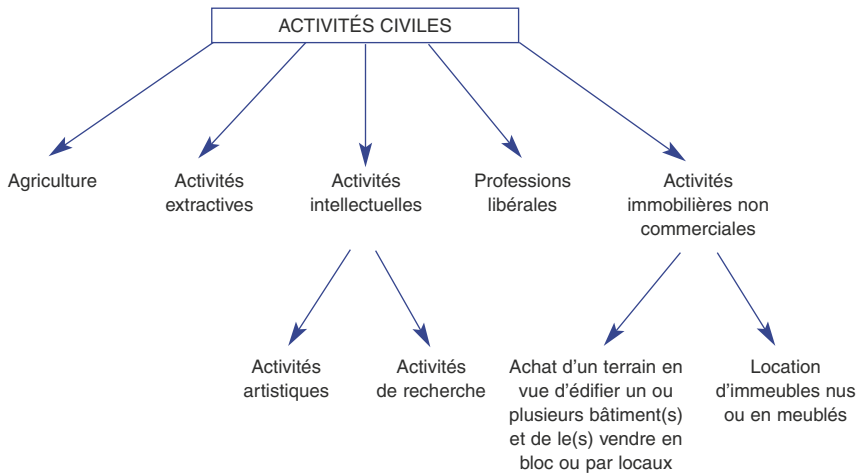 ACTIVITÉS CIVILES
Agriculture
Activités
extractives
Activités
intellectuelles
Professions
libérales
Activités
immobilières non
commerciales
Activités
artistiques
Activités
de recherche
Achat d'un terrain en
vue d'édifier un ou
plusieurs bâtiment(s)
et de le(s) vendre en
bloc ou par locaux
Location
d'immeubles nus
ou en meublés